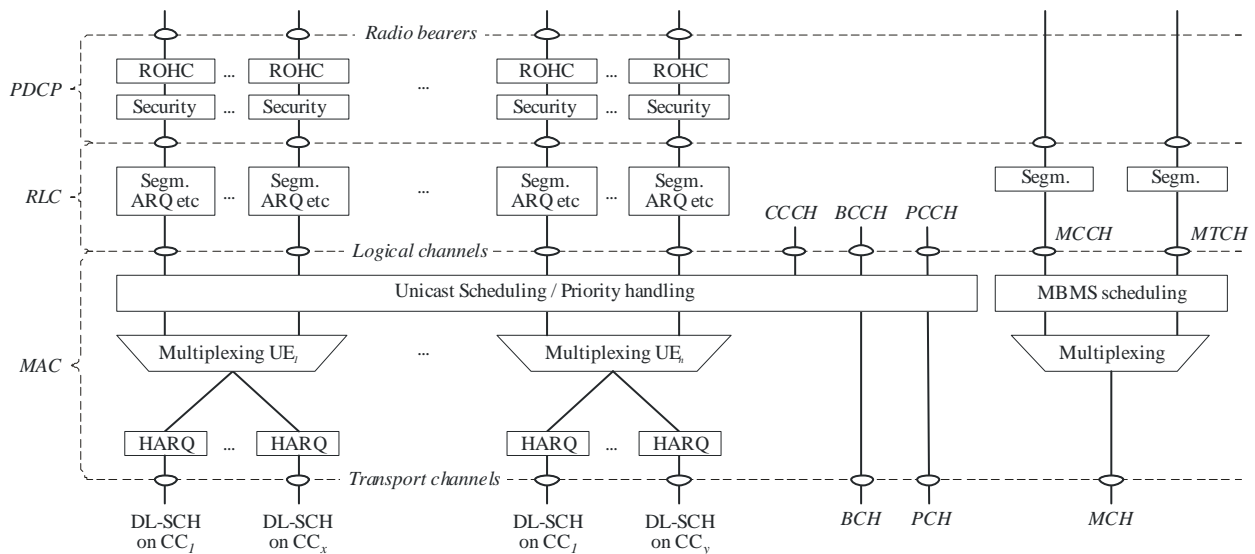 Radio bearers
ROHC ... ROHC ROHC ... ROHC
PDCP ... 
Security ... Security Security ... Security
Segm. ARQ etc ... Segm. ARQ etc ... Segm. ARQ etc ... Segm. ARQ etc Segm. Segm.
RLC
CCCH BCCH PCCH
Logical channels MCCH MTCH
Unicast Scheduling / Priority handling MBMS scheduling
MAC Multiplexing UE1 ... Multiplexing UEn Multiplexing
HARQ ... HARQ HARQ ... HARQ
Transport channels
DL-SCH on CC1 DL-SCH on CCx DL-SCH on CC1 DL-SCH on CCy BCH PCH MCH